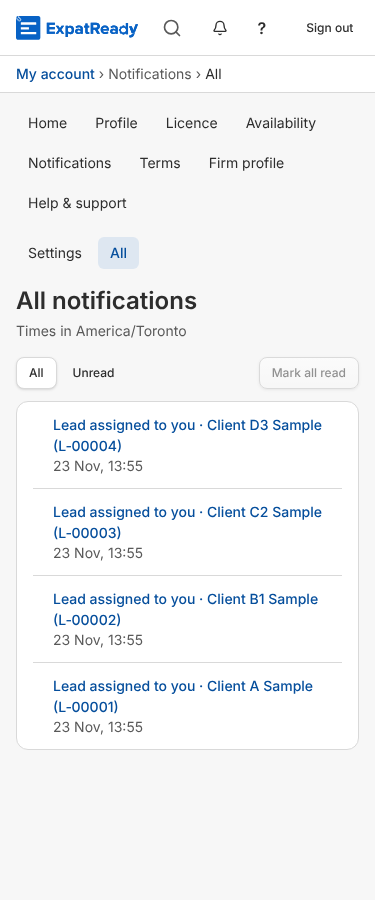 ExpatReady ? Sign out
My account › Notifications › All
Home Profile Licence Availability
Notifications Terms Firm profile
Help & support
Settings All
All notifications
Times in America/Toronto
All Unread Mark all read
Lead assigned to you · Client D3 Sample
(L-00004)
23 Nov, 13:55
Lead assigned to you · Client C2 Sample
(L-00003)
23 Nov, 13:55
Lead assigned to you · Client B1 Sample
(L-00002)
23 Nov, 13:55
Lead assigned to you · Client A Sample
(L-00001)
23 Nov, 13:55